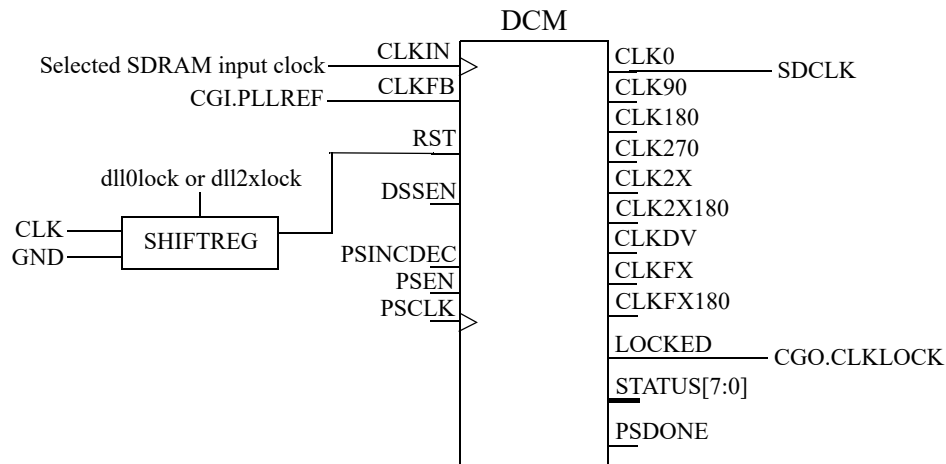 DCM
Selected SDRAM input clock
CLKIN
CGI.PLLREF
CLKFB
RST
dll0lock or dll2xlock
DSSEN
CLK
GND
SHIFTREG
PSINCDEC
PSEN
PSCLK
CLK0
SDCLK
CLK90
CLK180
CLK270
CLK2X
CLK2X180
CLKDV
CLKFX
CLKFX180
LOCKED
CGO.CLKLOCK
STATUS[7:0]
PSDONE